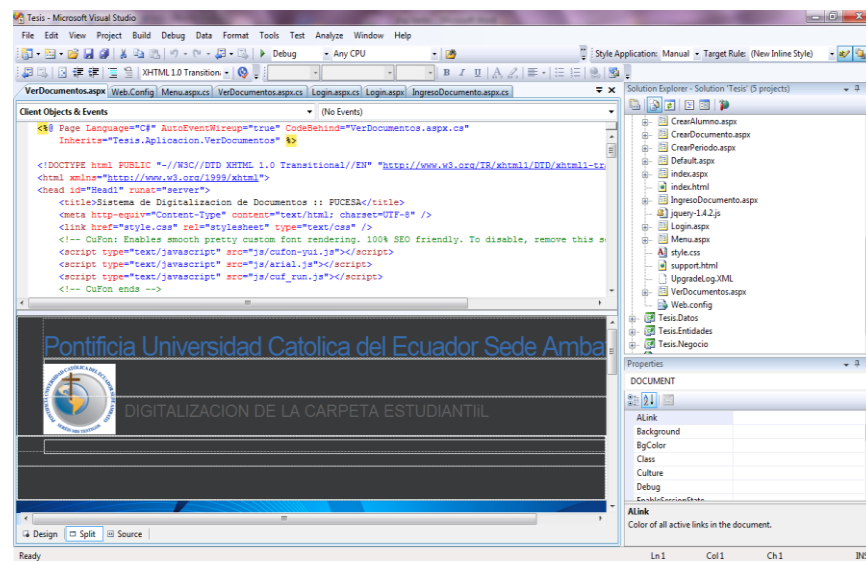 Tesis - Microsoft Visual Studio
File Edit View Project Build Debug Data Format Tools Test Analyze Window Help
Debug Any CPU Style Application: Manual Target Rule: (New Inline Style)
XHTML 1.0 Transition B I U A
VerDocumentos.aspx Web.Config Menu.aspx VerDocumentos.aspx.cs Login.aspx.cs Login.aspx IngresoDocumento.aspx.cs
Client Objects & Events (No Events)
<%@ Page Language="C#" AutoEventWireup="true" CodeBehind="VerDocumentos.aspx.cs"
Inherits="Tesis.Aplicacion.VerDocumentos" %>
<!DOCTYPE html PUBLIC "-//W3C//DTD XHTML 1.0 Transitional//EN" "http://www.w3.org/TR/xhtml1/DTD/xhtml1-tr
<html xmlns="http://www.w3.org/1999/xhtml">
<head id="Head1" runat="server">
<title>Sistema de Digitalizacion de Documentos :: PUCESA</title>
<meta http-equiv="Content-Type" content="text/html; charset=UTF-8" />
<link href="style.css" rel="stylesheet" type="text/css" />
<!-- CuFon: Enables smooth pretty custom font rendering. 100% SEO friendly. To disable, remove this s
<script type="text/javascript" src="js/cufon-yui.js"></script>
<script type="text/javascript" src="js/arial.js"></script>
<script type="text/javascript" src="js/cuf_run.js"></script>
<!-- CuFon ends -->
Pontificia Universidad Catolica del Ecuador Sede Amba
DIGITALIZACION DE LA CARPETA ESTUDIANTIlL
Design Split Source
Solution Explorer - Solution 'Tesis' (5 projects)
CrearAlumno.aspx
CrearDocumento.aspx
CrearPeriodo.aspx
Default.aspx
index.aspx
index.html
IngresoDocumento.aspx
jquery-1.4.2.js
Login.aspx
Menu.aspx
style.css
support.html
UpgradeLog.XML
VerDocumentos.aspx
Web.config
Tesis.Datos
Tesis.Entidades
Tesis.Negocio
Properties
DOCUMENT
ALink
Background
BgColor
Class
Culture
Debug
EnableSessionState
ALink
Color of all active links in the document.
Ready Ln 1 Col 1 Ch 1 INS